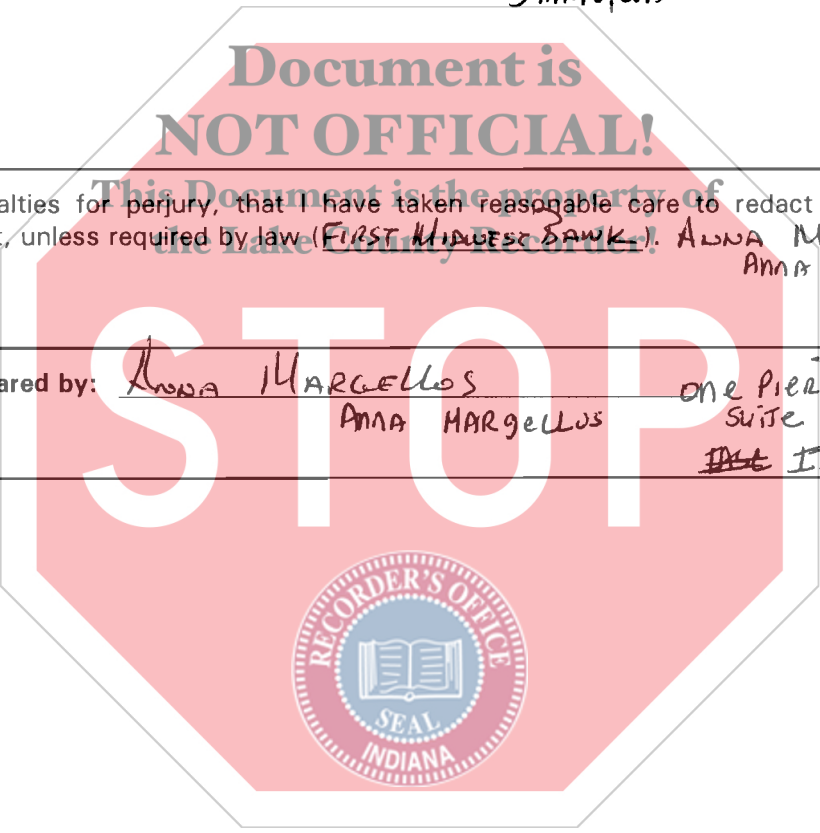 Document is
NOT OFFICIAL!
This Document is the property of
the Lake County Recorder!
alties for perjury, that I have taken reasonable care to redact
, unless required by law (FIRST MIDWEST BANK). ANNA M
Anna
ared by: ANNA MARGELLOS one PIER
ANNA MARgeLLOS Suite
I
STOP
RECORDER'S OFFICE
SEAL
INDIANA